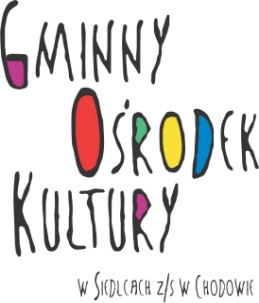 GMINNY
OŚRODEK
KULTURY
W SIEDLCACH Z/S W CHODOWIE